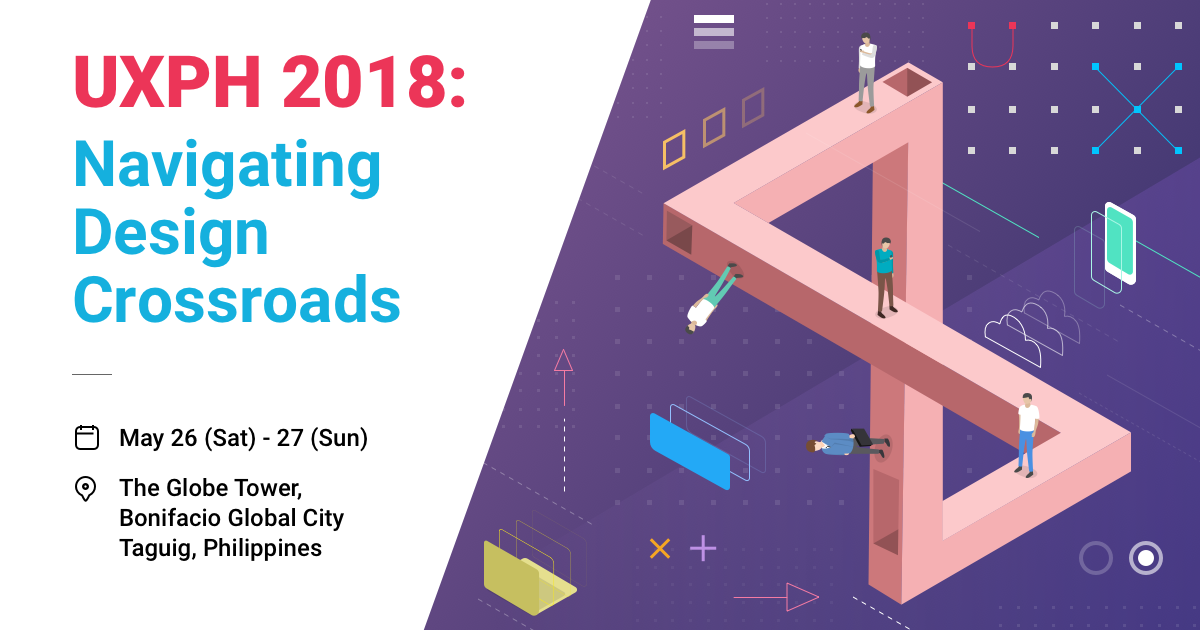 UXPH 2018:
Navigating
Design
Crossroads
May 26 (Sat) - 27 (Sun)
The Globe Tower,
Bonifacio Global City
Taguig, Philippines